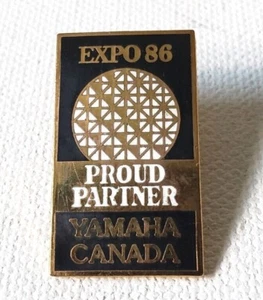 EXPO 86
PROUD
PARTNER
YAMAHA
CANADA